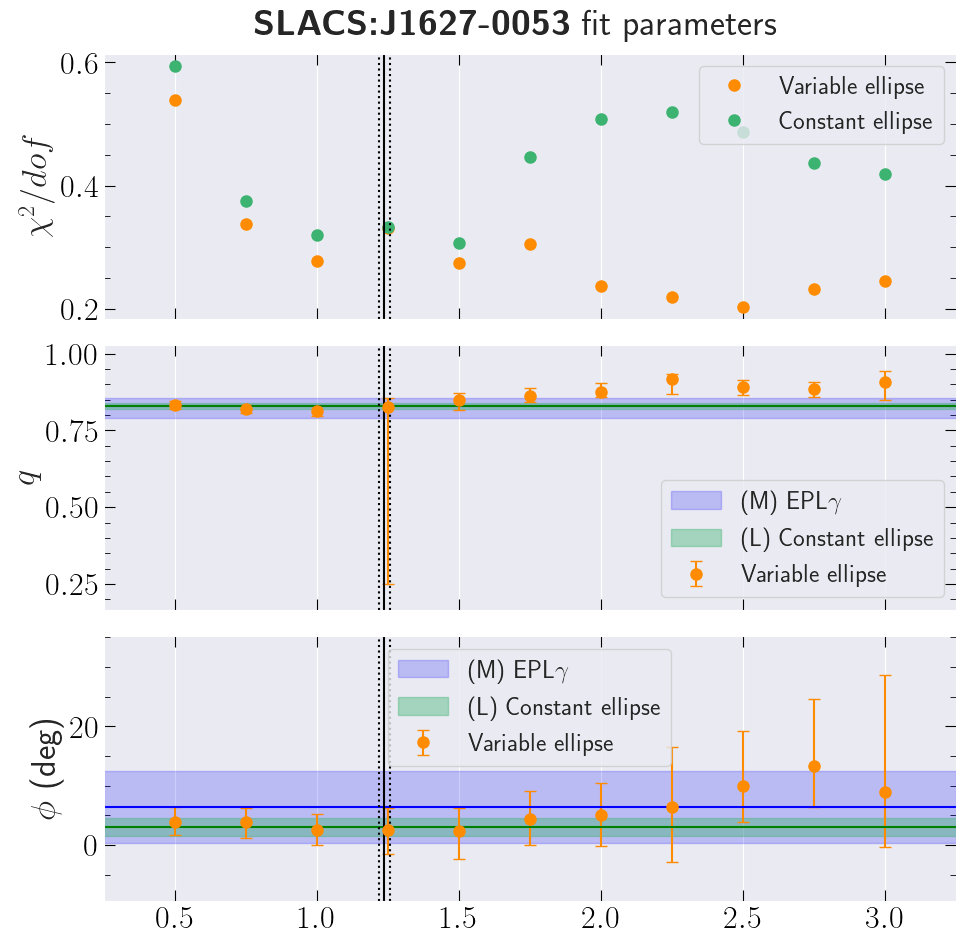 SLACS:J1627-0053 fit parameters
0.6
0.4
0.2
χ²/dof
Variable ellipse
Constant ellipse
1.00
0.75
0.50
0.25
q
(M) EPLγ
(L) Constant ellipse
Variable ellipse
20
0
ϕ (deg)
(M) EPLγ
(L) Constant ellipse
Variable ellipse
0.5 1.0 1.5 2.0 2.5 3.0